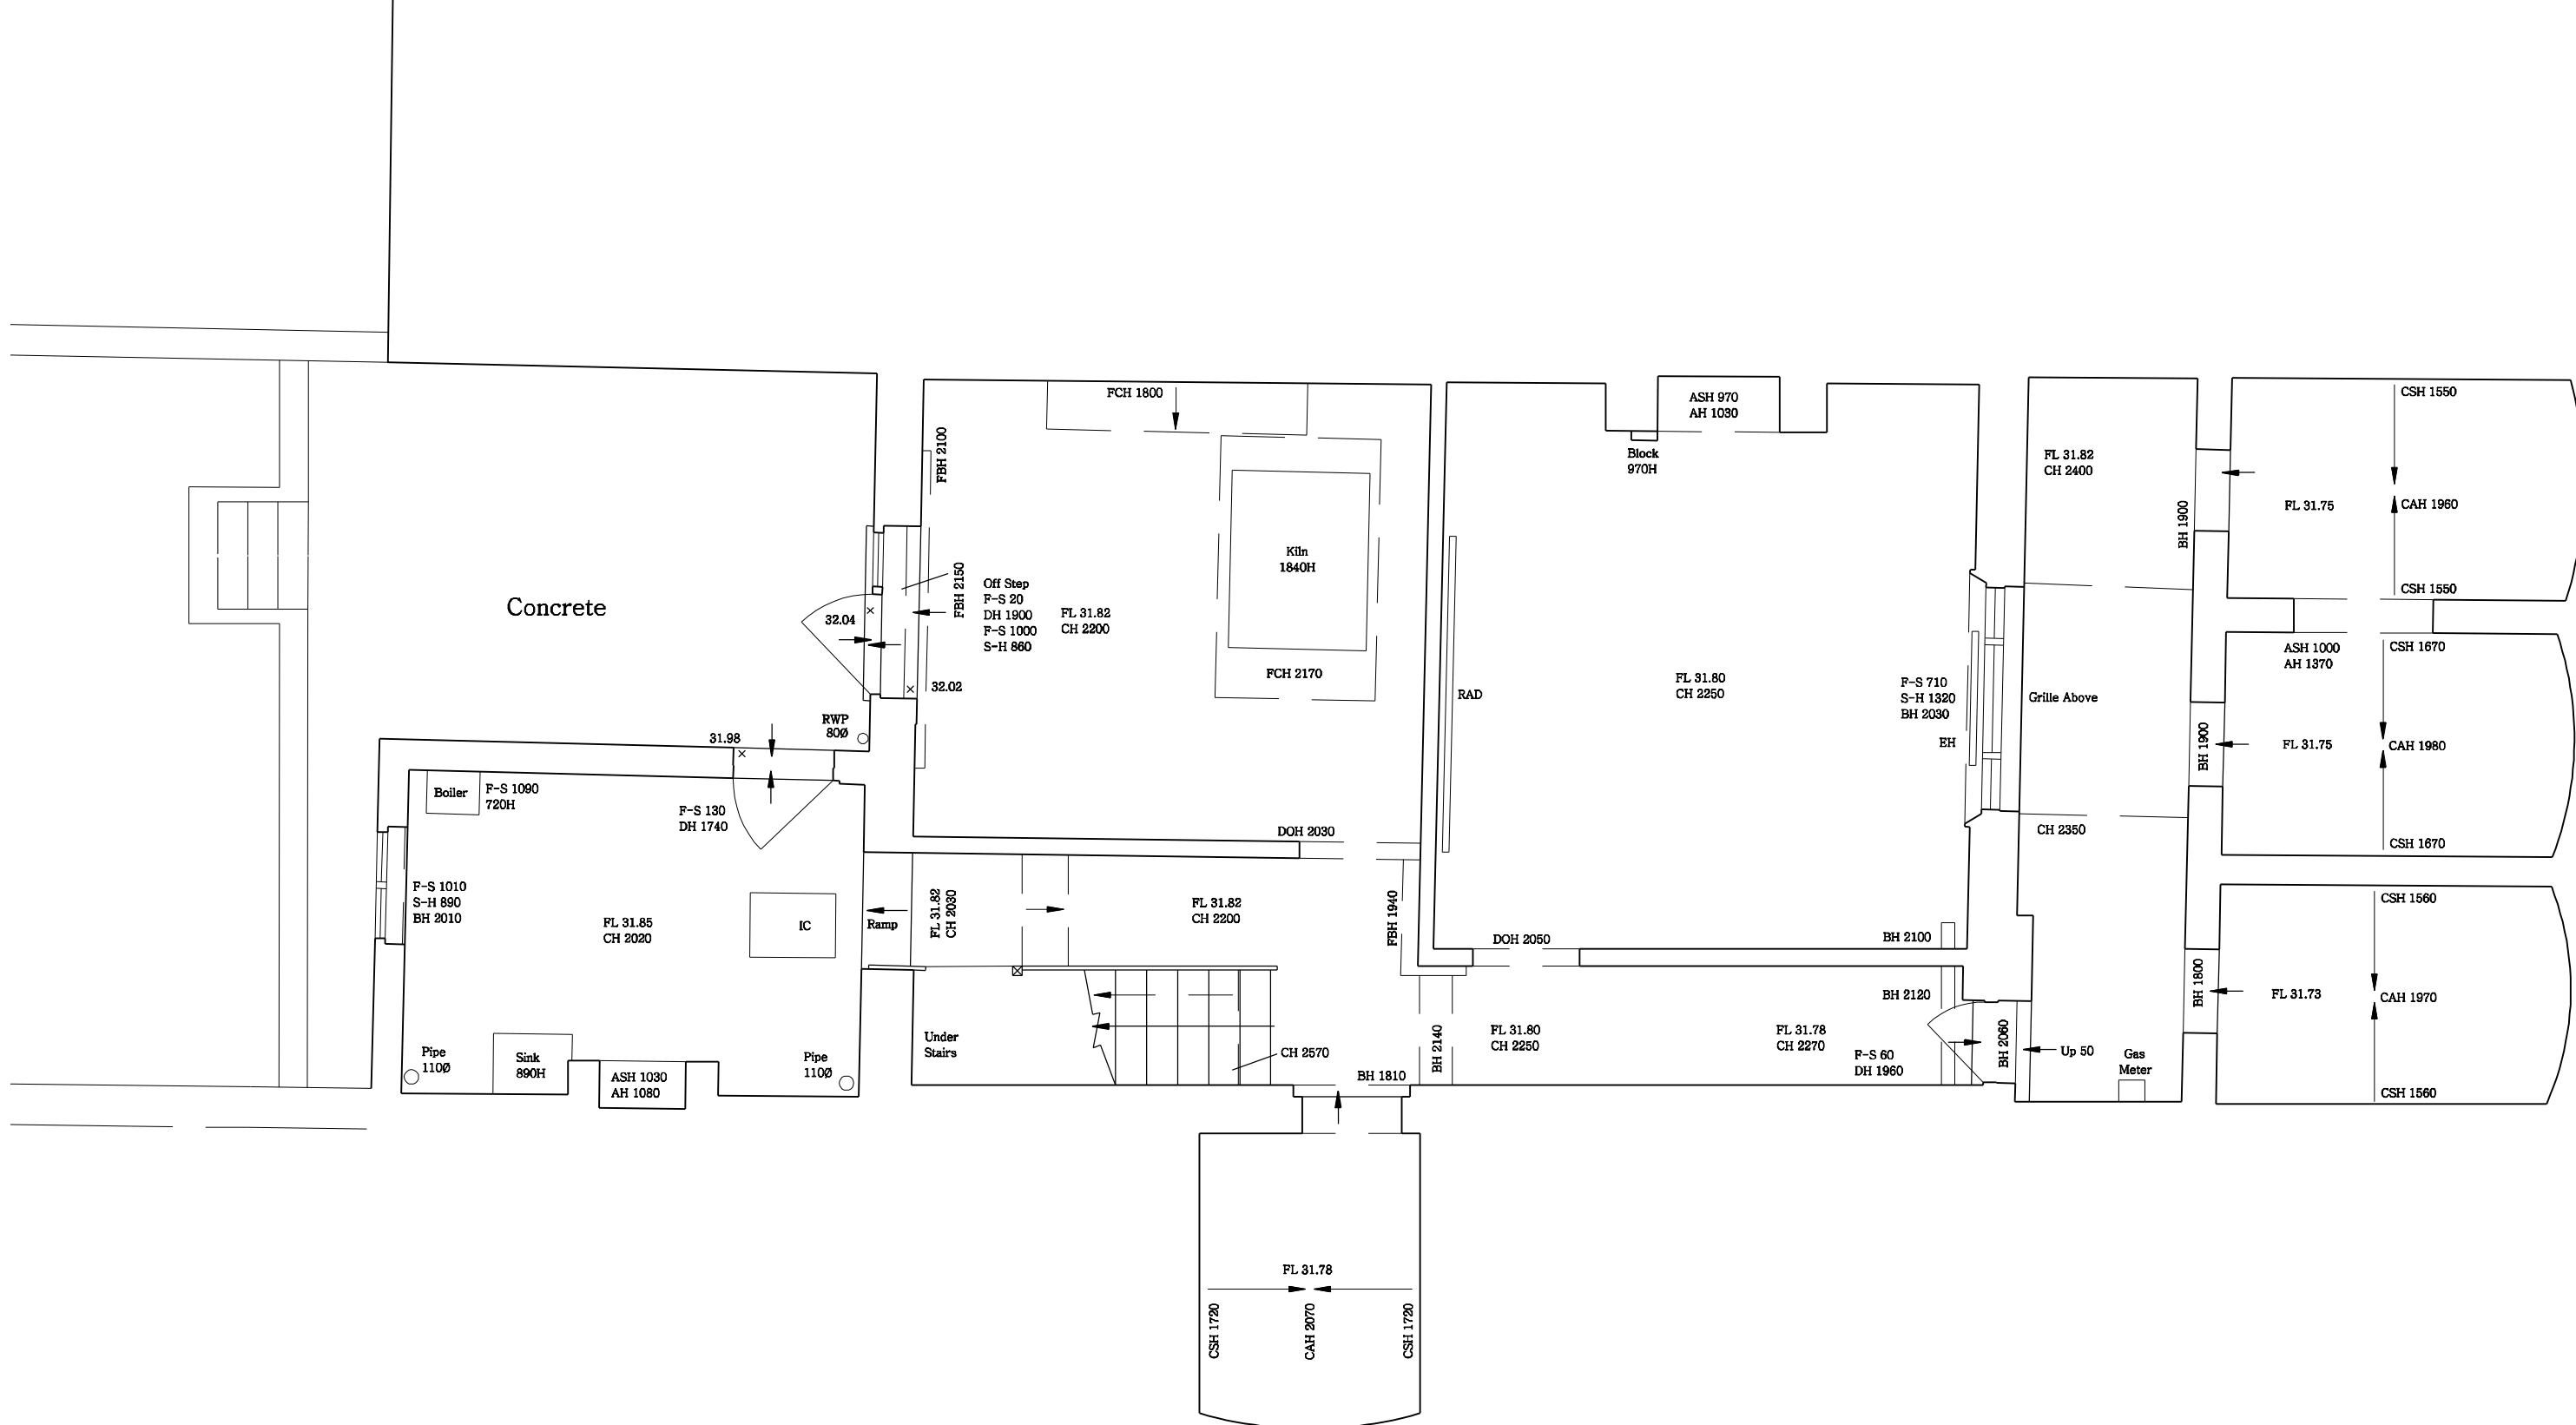 FCH 1800
FBH 2100
ASH 970
AH 1030
Block
970H
FL 31.82
CH 2400
BH 1900
FL 31.75
CSH 1550
CAH 1960
CSH 1550
Concrete
32.04
FBH 2150
Off Step
F-S 20
DH 1900
F-S 1000
S-H 860
FL 31.82
CH 2200
Kiln
1840H
FCH 2170
32.02
RAD
FL 31.80
CH 2250
F-S 710
S-H 1320
BH 2030
EH
Grille Above
ASH 1000
AH 1370
CSH 1670
BH 1900
FL 31.75
CAH 1980
CSH 1670
CH 2350
RWP
80Ø
31.98
Boiler
F-S 1090
720H
F-S 130
DH 1740
DOH 2030
F-S 1010
S-H 890
BH 2010
FL 31.85
CH 2020
IC
Ramp
FL 31.82
CH 2030
FL 31.82
CH 2200
FBH 1940
DOH 2050
BH 2100
BH 2120
CSH 1560
BH 1800
FL 31.73
CAH 1970
CSH 1560
Under
Stairs
CH 2570
BH 1810
BH 2140
FL 31.80
CH 2250
FL 31.78
CH 2270
F-S 60
DH 1960
BH 2060
Up 50
Gas
Meter
Pipe
110Ø
Sink
890H
ASH 1030
AH 1080
Pipe
110Ø
FL 31.78
CSH 1720
CAH 2070
CSH 1720